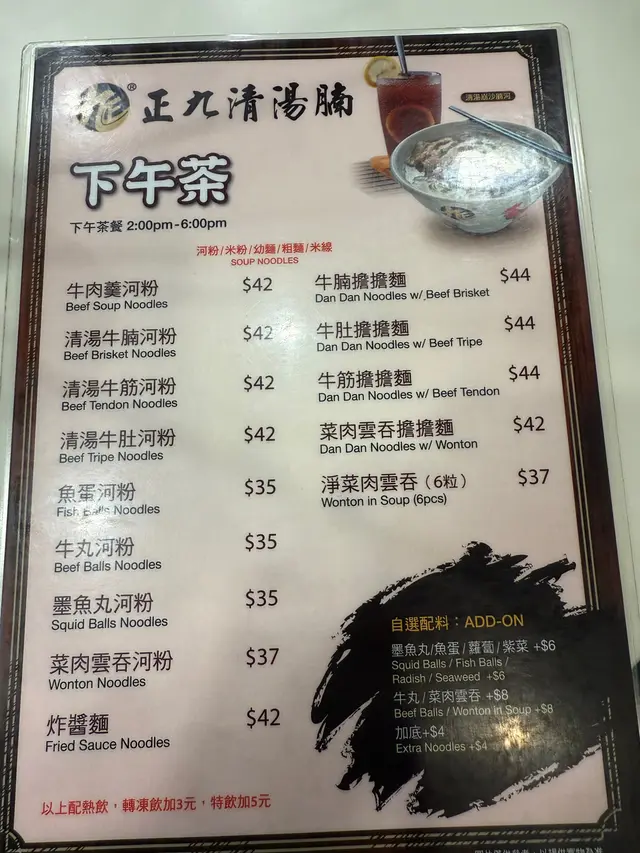 正九清湯腩
®
清湯崩沙腩河
下午茶
下午茶餐 2:00pm-6:00pm
河粉/米粉/幼麵/粗麵/米線
SOUP NOODLES
牛肉羹河粉 $42
Beef Soup Noodles
清湯牛腩河粉 $42
Beef Brisket Noodles
清湯牛筋河粉 $42
Beef Tendon Noodles
清湯牛肚河粉 $42
Beef Tripe Noodles
魚蛋河粉 $35
Fish Balls Noodles
牛丸河粉 $35
Beef Balls Noodles
墨魚丸河粉 $35
Squid Balls Noodles
菜肉雲吞河粉 $37
Wonton Noodles
炸醬麵 $42
Fried Sauce Noodles
牛腩擔擔麵 $44
Dan Dan Noodles w/ Beef Brisket
牛肚擔擔麵 $44
Dan Dan Noodles w/ Beef Tripe
牛筋擔擔麵 $44
Dan Dan Noodles w/ Beef Tendon
菜肉雲吞擔擔麵 $42
Dan Dan Noodles w/ Wonton
淨菜肉雲吞（6粒） $37
Wonton in Soup (6pcs)
自選配料：ADD-ON
墨魚丸/魚蛋/蘿蔔/紫菜 +$6
Squid Balls / Fish Balls /
Radish / Seaweed +$6
牛丸/菜肉雲吞 +$8
Beef Balls / Wonton in Soup +$8
加底+$4
Extra Noodles +$4
以上配熱飲，轉凍飲加3元，特飲加5元